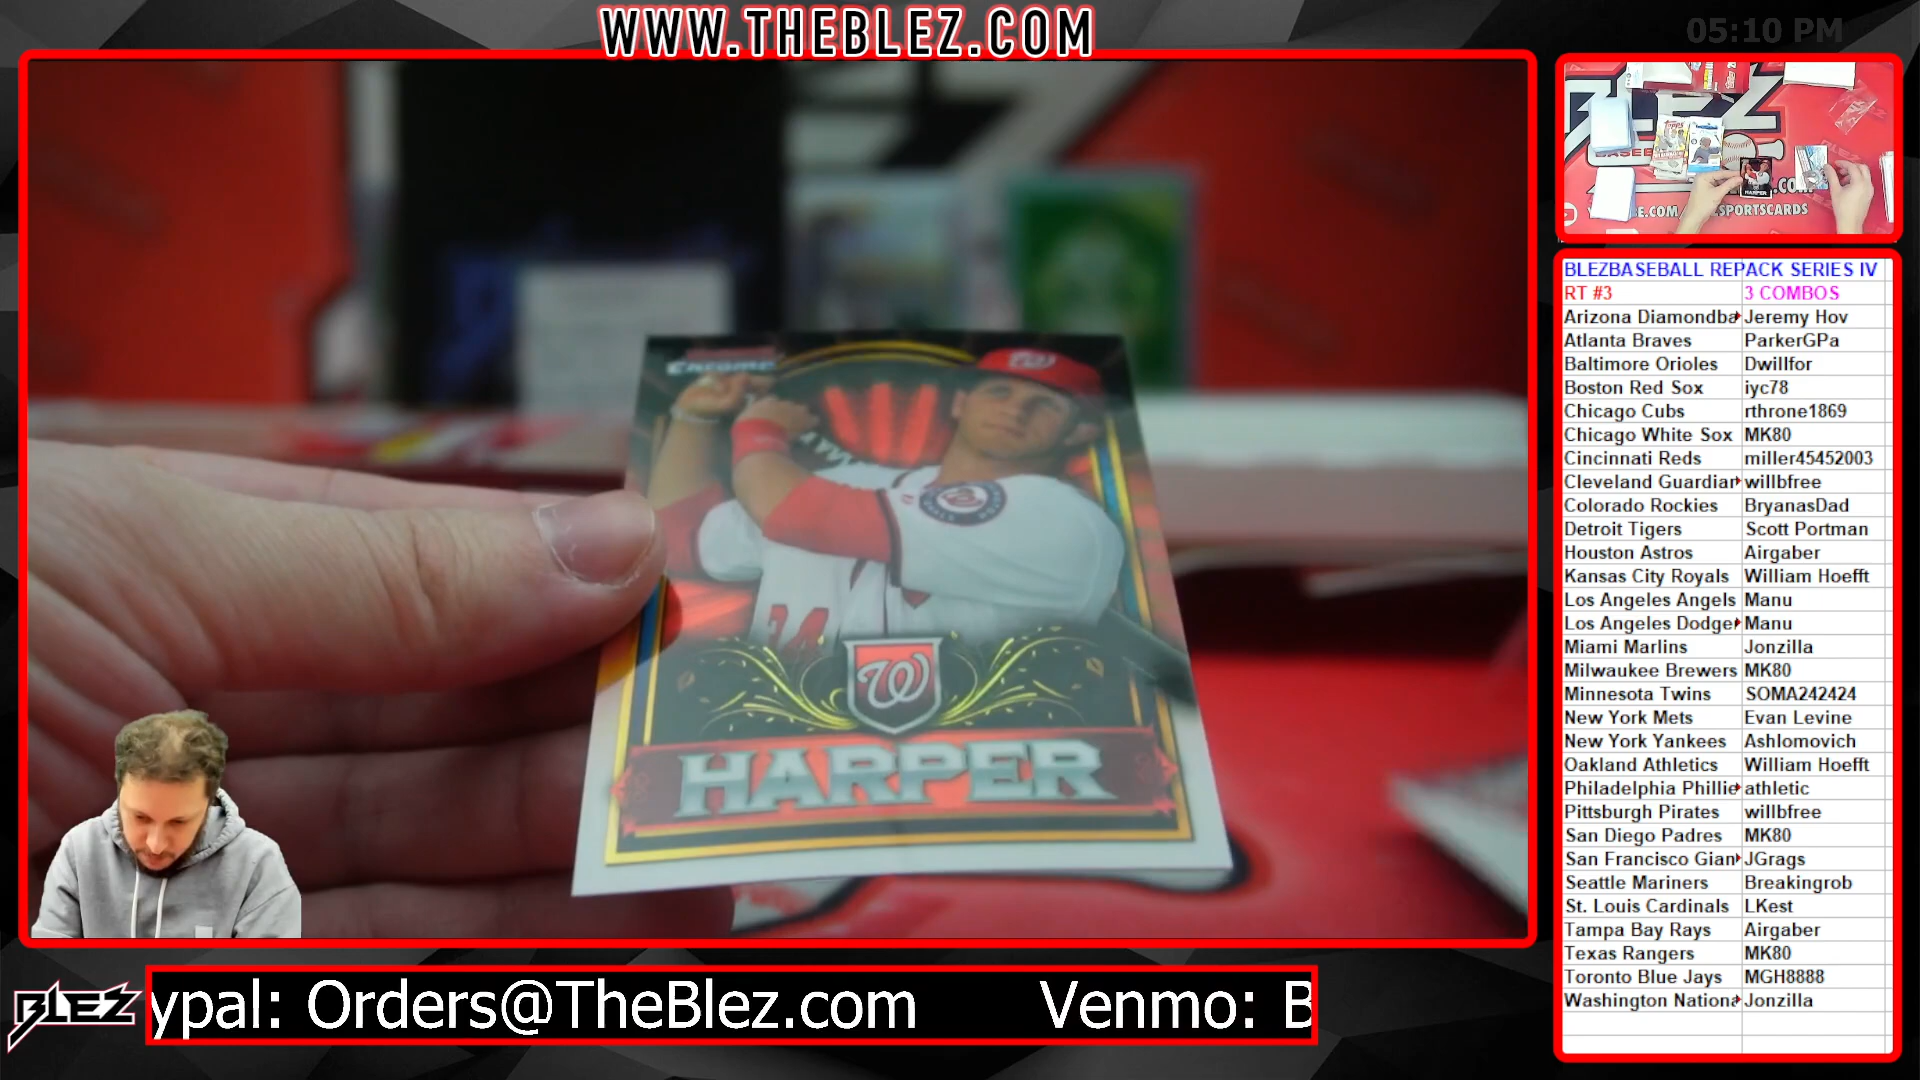 WWW.THEBLEZ.COM
05:10 PM
Chrome
HARPER
BLEZBASEBALL REPACK SERIES IV
RT #3 3 COMBOS
Arizona Diamondba Jeremy Hov
Atlanta Braves ParkerGPa
Baltimore Orioles Dwillfor
Boston Red Sox iyc78
Chicago Cubs rthrone1869
Chicago White Sox MK80
Cincinnati Reds miller45452003
Cleveland Guardian willbfree
Colorado Rockies BryanasDad
Detroit Tigers Scott Portman
Houston Astros Airgaber
Kansas City Royals William Hoefft
Los Angeles Angels Manu
Los Angeles Dodge Manu
Miami Marlins Jonzilla
Milwaukee Brewers MK80
Minnesota Twins SOMA242424
New York Mets Evan Levine
New York Yankees Ashlomovich
Oakland Athletics William Hoefft
Philadelphia Phillie athletic
Pittsburgh Pirates willbfree
San Diego Padres MK80
San Francisco Gian JGrags
Seattle Mariners Breakingrob
St. Louis Cardinals LKest
Tampa Bay Rays Airgaber
Texas Rangers MK80
Toronto Blue Jays MGH8888
Washington Nationa Jonzilla
BLEZ
ypal: Orders@TheBlez.com Venmo: B